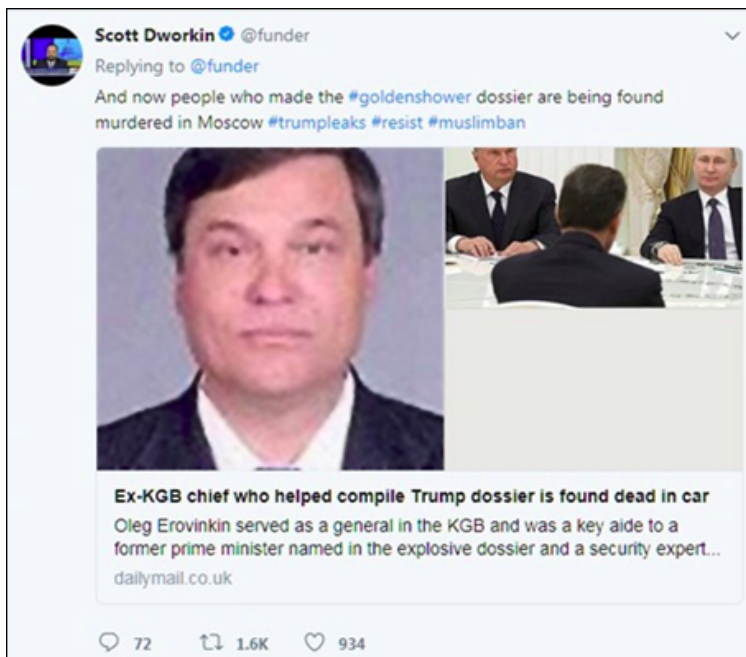 Scott Dworkin @funder
Replying to @funder
And now people who made the #goldenshower dossier are being found
murdered in Moscow #trumpleaks #resist #muslimban
Ex-KGB chief who helped compile Trump dossier is found dead in car
Oleg Erovinkin served as a general in the KGB and was a key aide to a
former prime minister named in the explosive dossier and a security expert...
dailymail.co.uk
72 1.6K 934